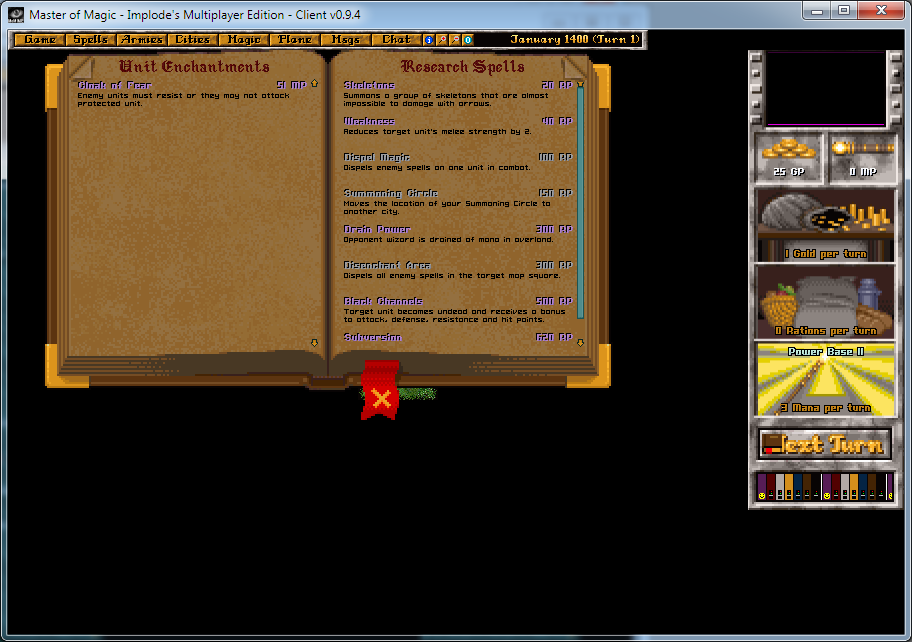 Master of Magic - Implode's Multiplayer Edition - Client v0.9.4
Game Spells Armies Cities Magic Plane Msgs Chat January 1400 (Turn 1)
Unit Enchantments
Cloak of Fear 51 MP
Enemy units must resist or they may not attack
protected unit.
Research Spells
Skeletons 20 RP
Summons a group of skeletons that are almost
impossible to damage with arrows.
Weakness 40 RP
Reduces target unit's melee strength by 2.
Dispel Magic 100 RP
Dispels enemy spells on one unit in combat.
Summoning Circle 150 RP
Moves the location of your Summoning Circle to
another city.
Drain Power 300 RP
Opponent wizard is drained of mana in overland.
Disenchant Area 300 RP
Dispels all enemy spells in the target map square.
Black Channels 500 RP
Target unit becomes undead and receives a bonus
to attack, defense, resistance and hit points.
Subversion 620 RP
25 GP
0 MP
1 Gold per turn
0 Rations per turn
Power Base 11
3 Mana per turn
Next Turn